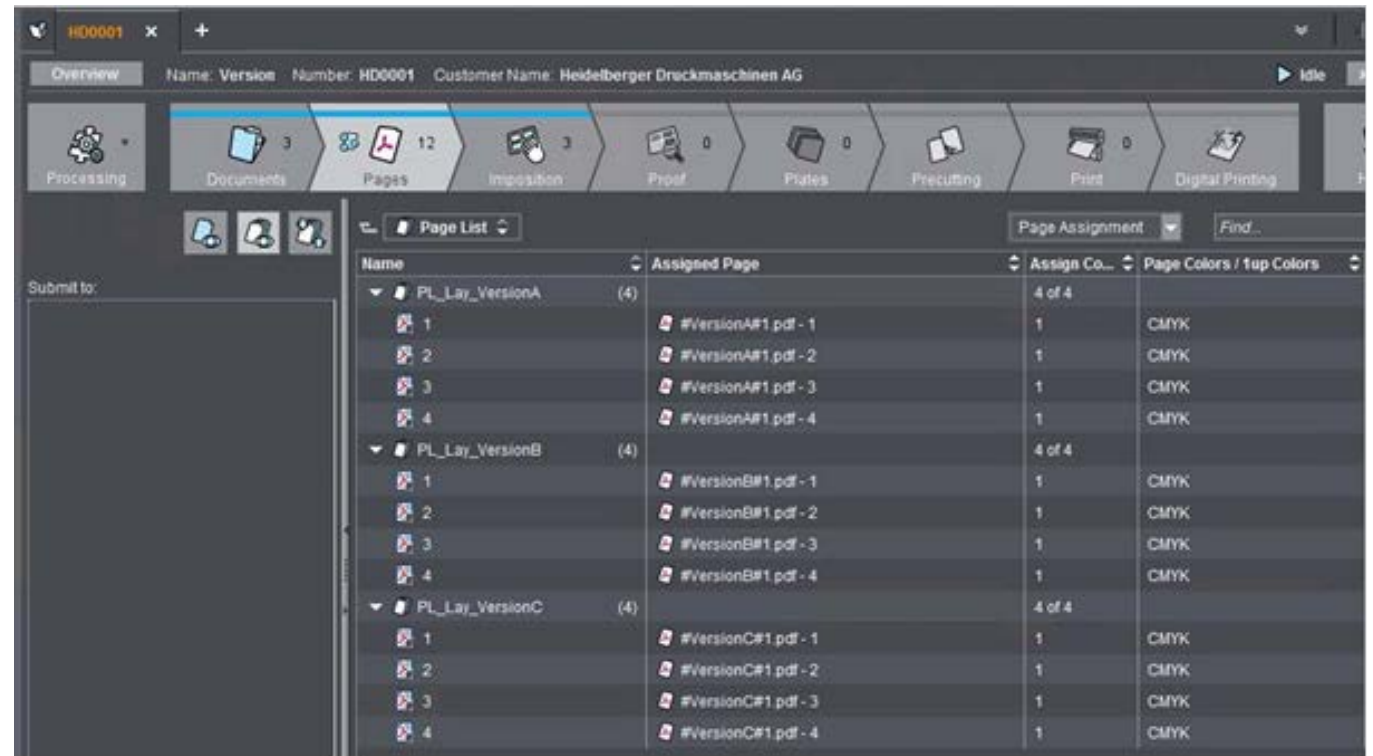 HD0001 × +
Overview Name: Version Number: HD0001 Customer Name: Heidelberger Druckmaschinen AG Idle
Processing Documents 3 Pages 12 Imposition 3 Proof 0 Plates 0 Precutting Print 0 Digital Printing
Page List Page Assignment Find...
Name Assigned Page Assign Co... Page Colors / 1up Colors
Submit to:
PL_Lay_VersionA (4) 4 of 4
1 #VersionA#1.pdf - 1 1 CMYK
2 #VersionA#1.pdf - 2 1 CMYK
3 #VersionA#1.pdf - 3 1 CMYK
4 #VersionA#1.pdf - 4 1 CMYK
PL_Lay_VersionB (4) 4 of 4
1 #VersionB#1.pdf - 1 1 CMYK
2 #VersionB#1.pdf - 2 1 CMYK
3 #VersionB#1.pdf - 3 1 CMYK
4 #VersionB#1.pdf - 4 1 CMYK
PL_Lay_VersionC (4) 4 of 4
1 #VersionC#1.pdf - 1 1 CMYK
2 #VersionC#1.pdf - 2 1 CMYK
3 #VersionC#1.pdf - 3 1 CMYK
4 #VersionC#1.pdf - 4 1 CMYK